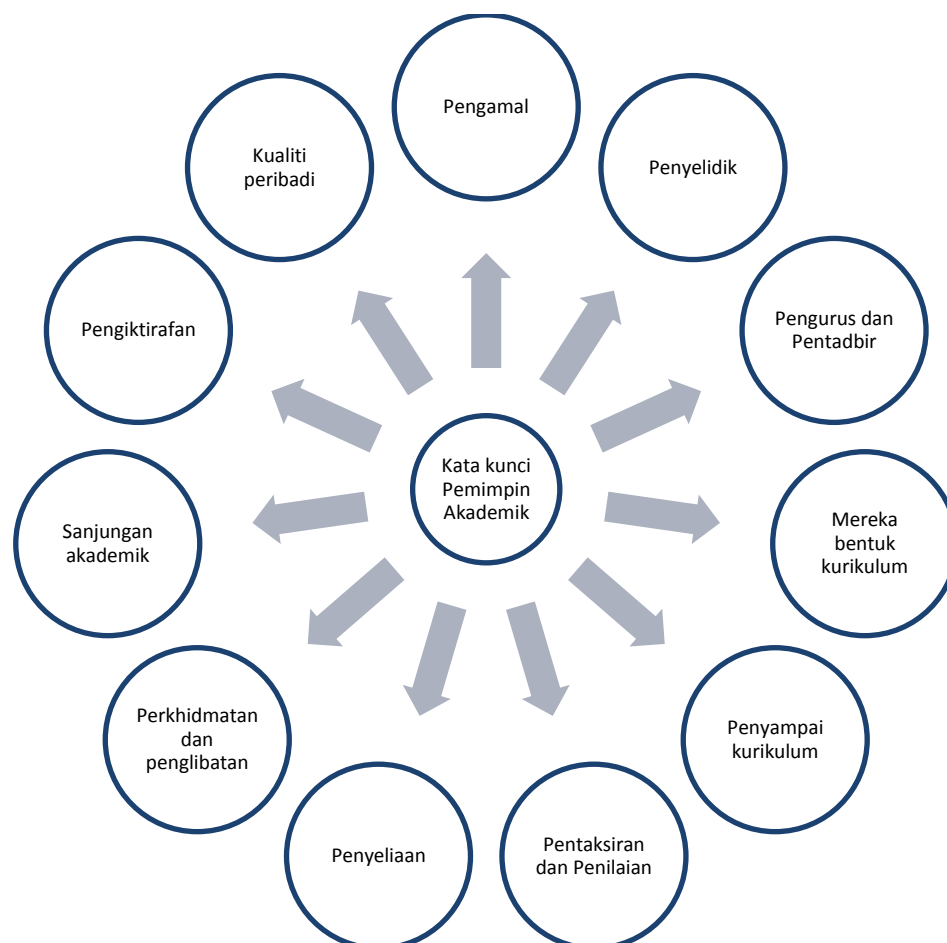 Pengamal
Penyelidik
Pengurus dan
Pentadbir
Mereka
bentuk
kurikulum
Penyampai
kurikulum
Pentaksiran
dan Penilaian
Penyeliaan
Perkhidmatan
dan
penglibatan
Sanjungan
akademik
Pengiktirafan
Kualiti
peribadi
Kata kunci
Pemimpin
Akademik